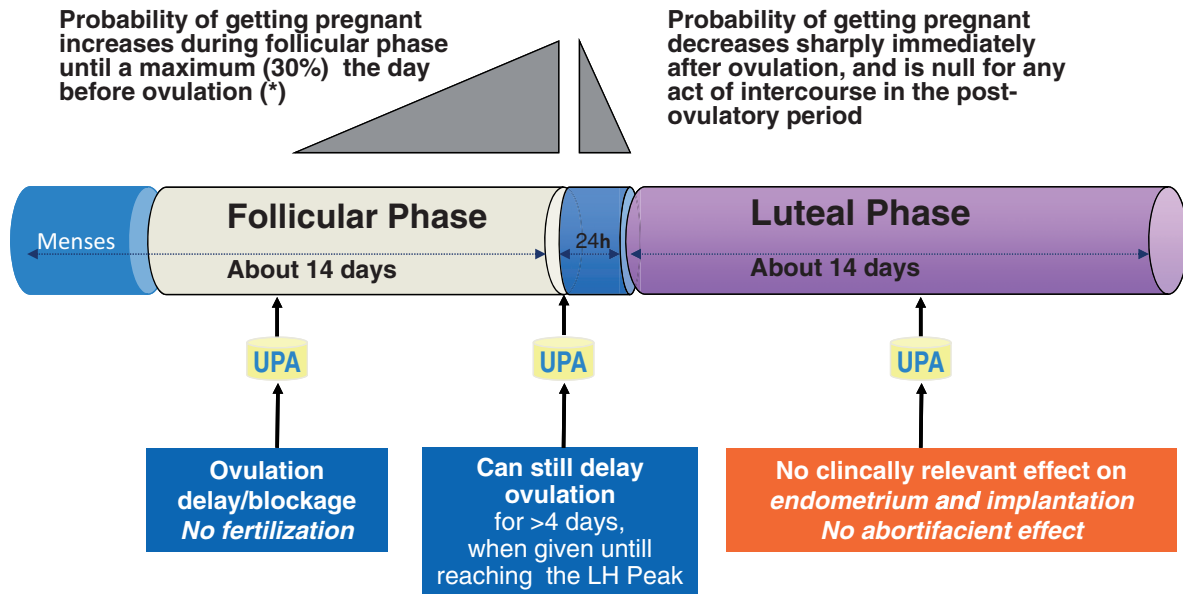 Probability of getting pregnant
increases during follicular phase
until a maximum (30%) the day
before ovulation (*)
Probability of getting pregnant
decreases sharply immediately
after ovulation, and is null for any
act of intercourse in the post-
ovulatory period
Menses
Follicular Phase
About 14 days
24h
Luteal Phase
About 14 days
UPA
UPA
UPA
Ovulation
delay/blockage
No fertilization
Can still delay
ovulation
for >4 days,
when given untill
reaching the LH Peak
No clincally relevant effect on
endometrium and implantation
No abortifacient effect